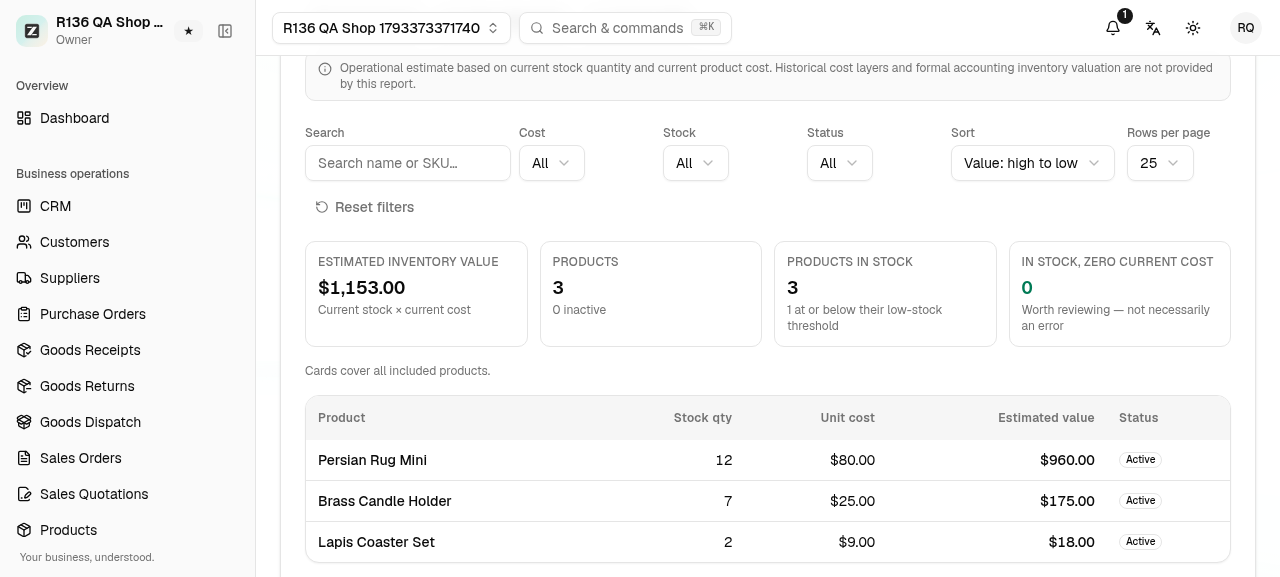 R136 QA Shop ...
Owner
Overview
Dashboard
Business operations
CRM
Customers
Suppliers
Purchase Orders
Goods Receipts
Goods Returns
Goods Dispatch
Sales Orders
Sales Quotations
Products
Your business, understood.
R136 QA Shop 1793373371740
Search & commands
⌘K
1
RQ
Operational estimate based on current stock quantity and current product cost. Historical cost layers and formal accounting inventory valuation are not provided
by this report.
Search Cost Stock Status Sort Rows per page
Search name or SKU... All All All Value: high to low 25
Reset filters
ESTIMATED INVENTORY VALUE
$1,153.00
Current stock × current cost
PRODUCTS
3
0 inactive
PRODUCTS IN STOCK
3
1 at or below their low-stock
threshold
IN STOCK, ZERO CURRENT COST
0
Worth reviewing — not necessarily
an error
Cards cover all included products.
Product Stock qty Unit cost Estimated value Status
Persian Rug Mini 12 $80.00 $960.00 Active
Brass Candle Holder 7 $25.00 $175.00 Active
Lapis Coaster Set 2 $9.00 $18.00 Active